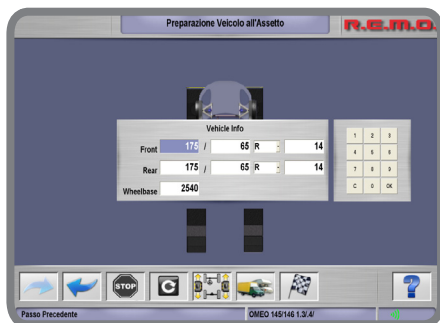 Preparazione Veicolo all'Assetto
R.E.M.O.
Vehicle Info
Front 175 / 65 R - 14
Rear 175 / 65 R - 14
Wheelbase 2540
1 2 3
4 5 6
7 8 9
C 0 OK
STOP
C
?
Passo Precedente OMEO 145/146 1.3/.4/